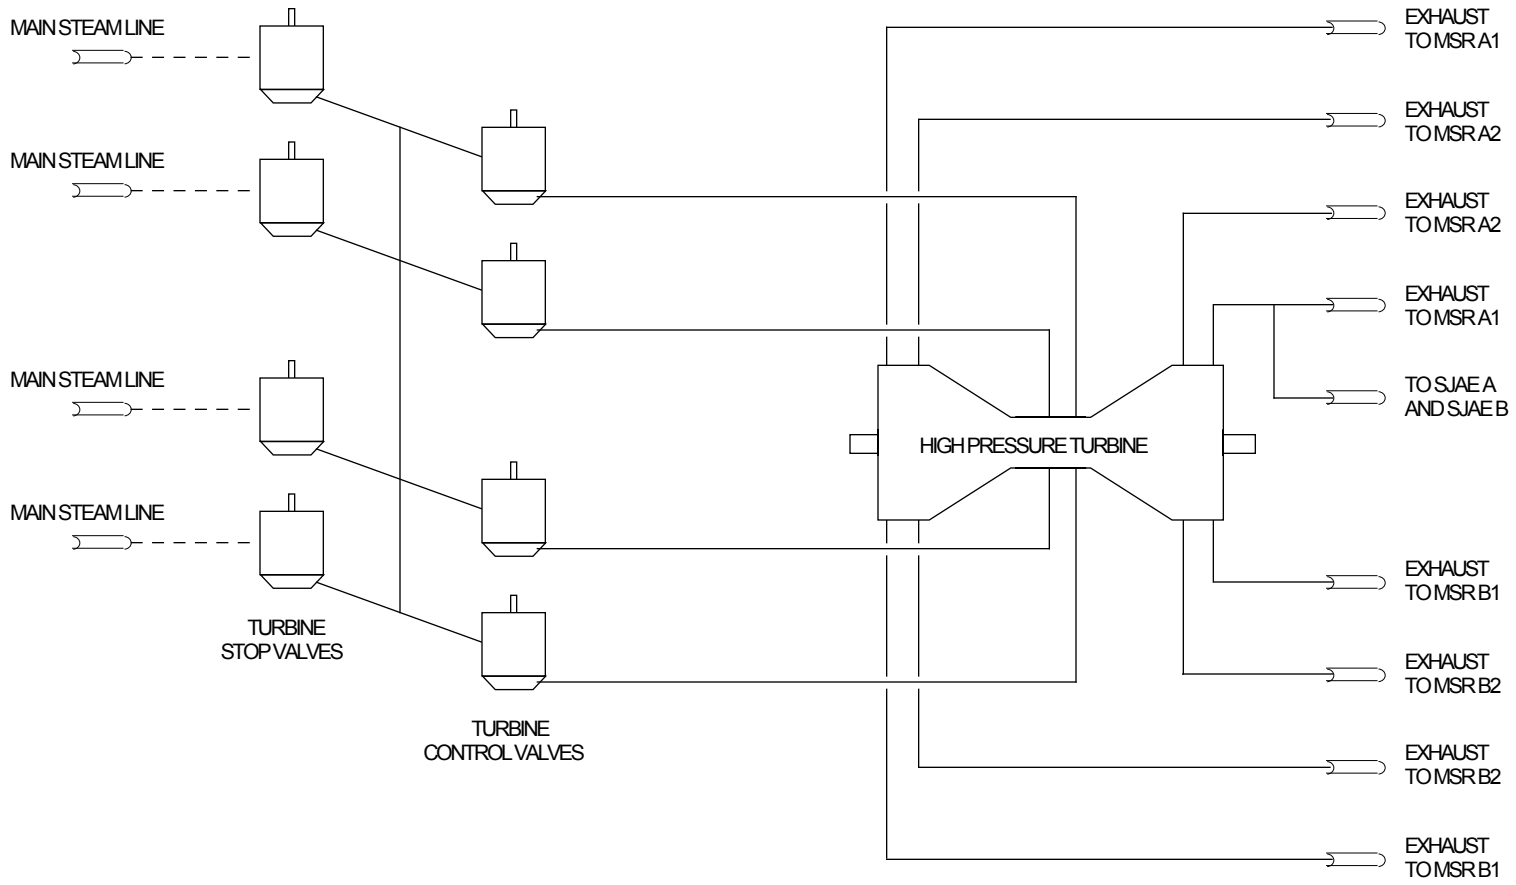 MAIN STEAM LINE
MAIN STEAM LINE
MAIN STEAM LINE
MAIN STEAM LINE
TURBINE
STOP VALVES
TURBINE
CONTROL VALVES
HIGH PRESSURE TURBINE
EXHAUST
TO MSR A1
EXHAUST
TO MSR A2
EXHAUST
TO MSR A2
EXHAUST
TO MSR A1
TO SJAE A
AND SJAE B
EXHAUST
TO MSR B1
EXHAUST
TO MSR B2
EXHAUST
TO MSR B2
EXHAUST
TO MSR B1